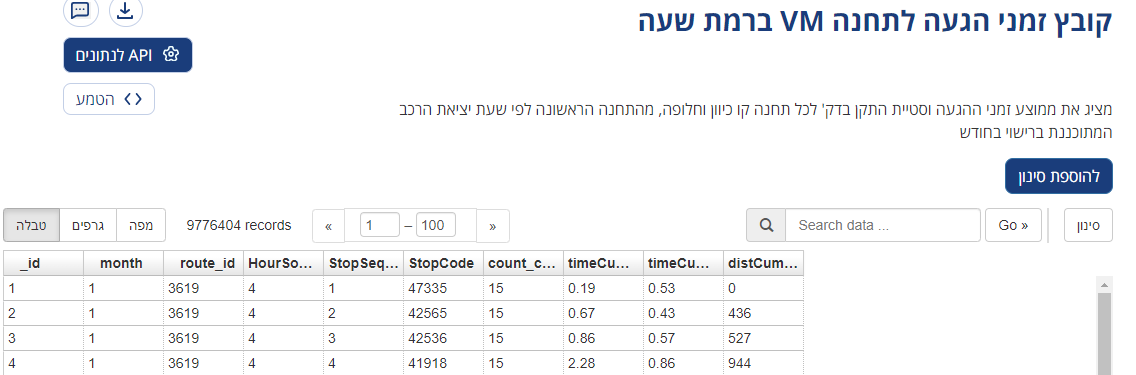 קובץ זמני הגעה לתחנה VM ברמת שעה
API לנתונים
הטמע
מציג את ממוצע זמני ההגעה וסטיית התקן בדק' לכל תחנה קו כיוון וחלופה, מהתחנה הראשונה לפי שעת יציאת הרכב
המתוכננת ברישוי בחודש
להוספת סינון
טבלה גרפים מפה 9776404 records « 1 – 100 » Search data ... Go » סינון
_id month route_id HourSo... StopSeq... StopCode count_c... timeCu... timeCu... distCum...
1 1 3619 4 1 47335 15 0.19 0.53 0
2 1 3619 4 2 42565 15 0.67 0.43 436
3 1 3619 4 3 42536 15 0.86 0.57 527
4 1 3619 4 4 41918 15 2.28 0.86 944